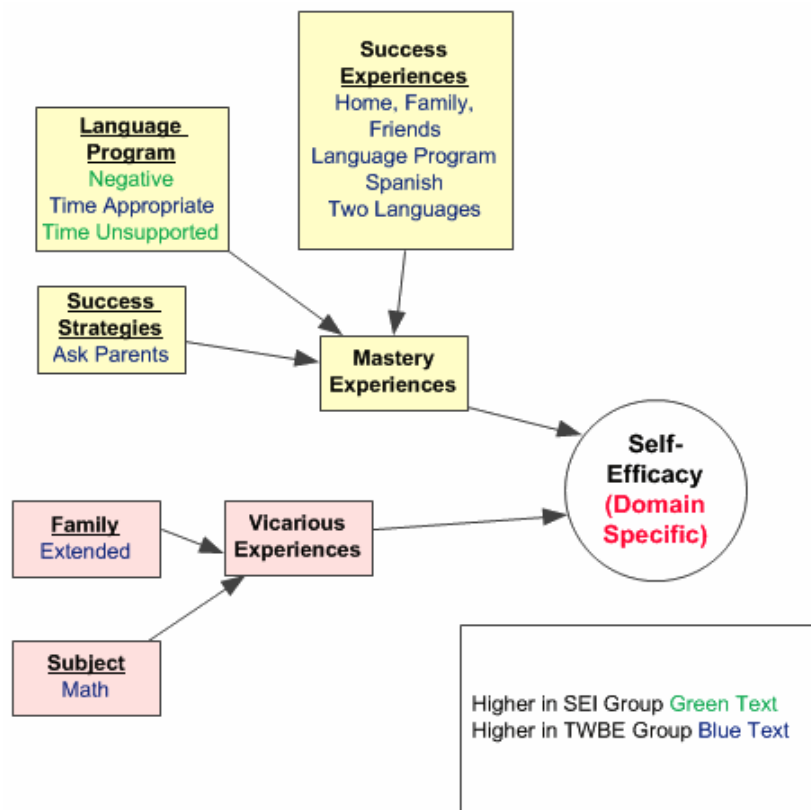 Success
Experiences
Home, Family,
Friends
Language Program
Spanish
Two Languages
Language
Program
Negative
Time Appropriate
Time Unsupported
Success
Strategies
Ask Parents
Mastery
Experiences
Self-
Efficacy
(Domain
Specific)
Family
Extended
Vicarious
Experiences
Subject
Math
Higher in SEI Group Green Text
Higher in TWBE Group Blue Text